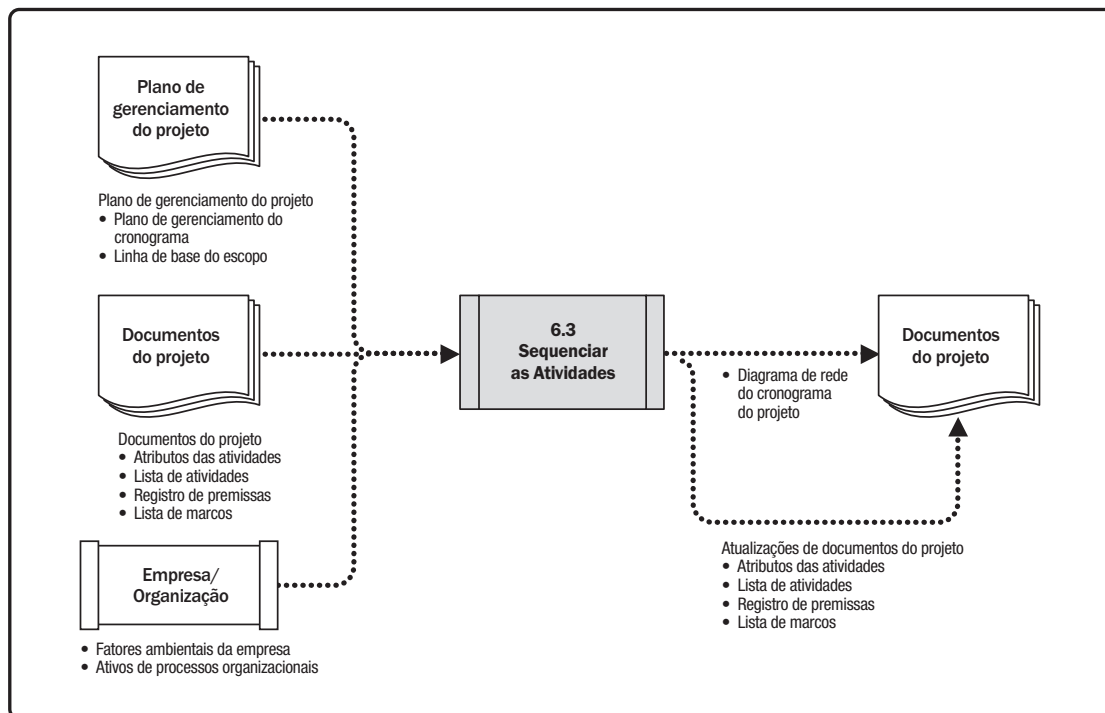 Plano de
gerenciamento
do projeto
Plano de gerenciamento do projeto
• Plano de gerenciamento do
cronograma
• Linha de base do escopo
Documentos
do projeto
Documentos do projeto
• Atributos das atividades
• Lista de atividades
• Registro de premissas
• Lista de marcos
Empresa/
Organização
• Fatores ambientais da empresa
• Ativos de processos organizacionais
6.3
Sequenciar
as Atividades
• Diagrama de rede
do cronograma
do projeto
Documentos
do projeto
Atualizações de documentos do projeto
• Atributos das atividades
• Lista de atividades
• Registro de premissas
• Lista de marcos